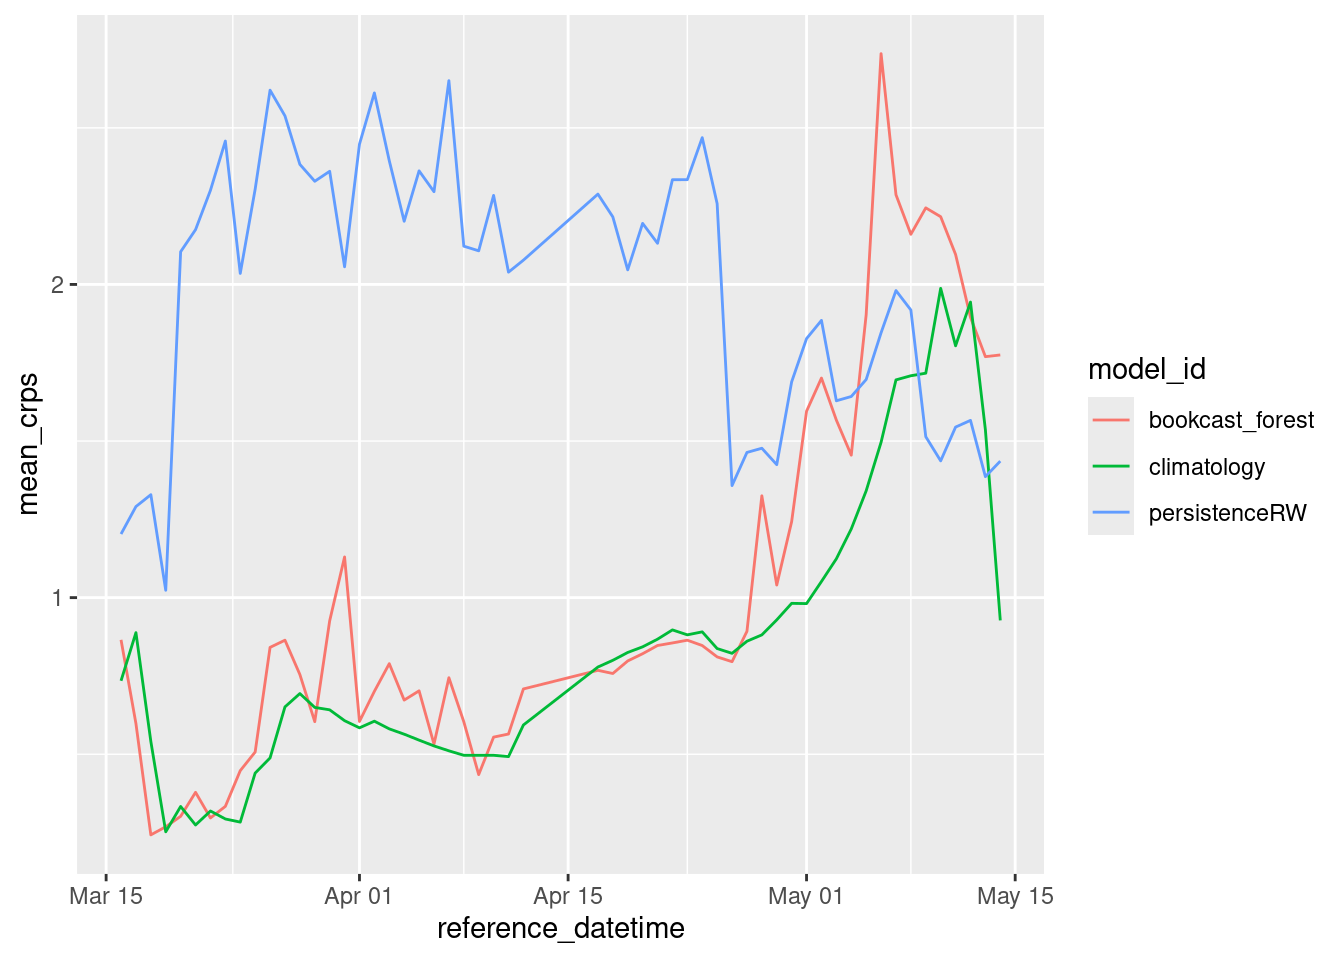 mean_crps
2
1
Mar 15
Apr 01
Apr 15
May 01
May 15
reference_datetime
model_id
bookcast_forest
climatology
persistenceRW